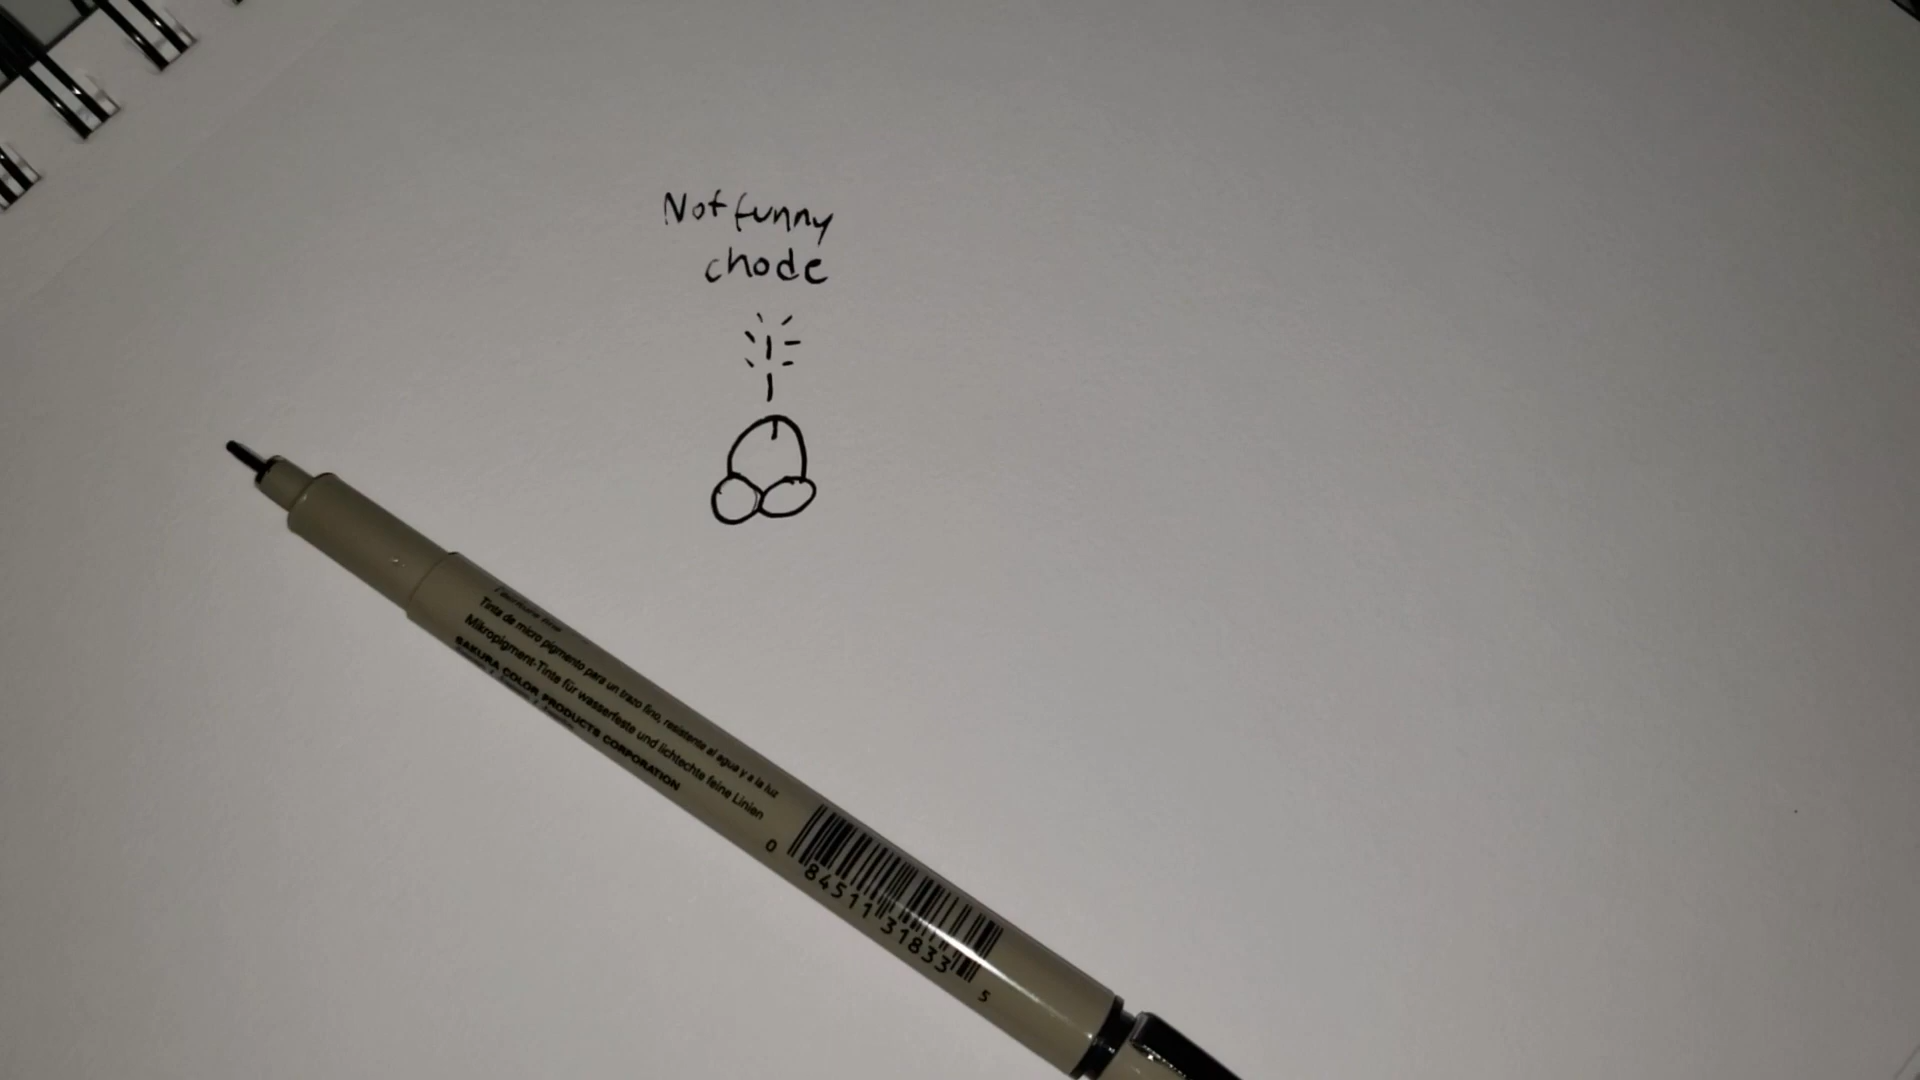 Not funny
chode
Tinta de micro pigmento para un trazo fino, resistente al agua y a la luz
Mikropigment-Tinte für wasserfeste und lichtechte feine Linien
SAKURA COLOR PRODUCTS CORPORATION
0 84511 31833 5